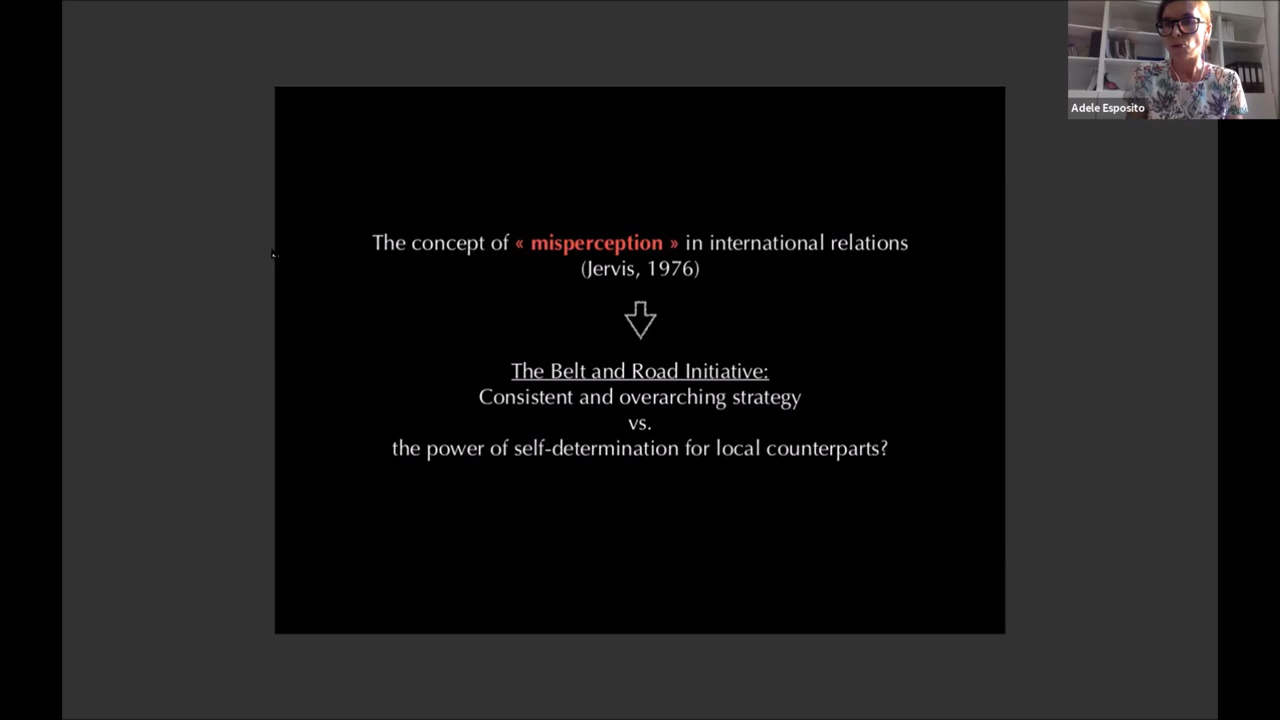 The concept of « misperception » in international relations
(Jervis, 1976)
The Belt and Road Initiative:
Consistent and overarching strategy
vs.
the power of self-determination for local counterparts?
Adele Esposito